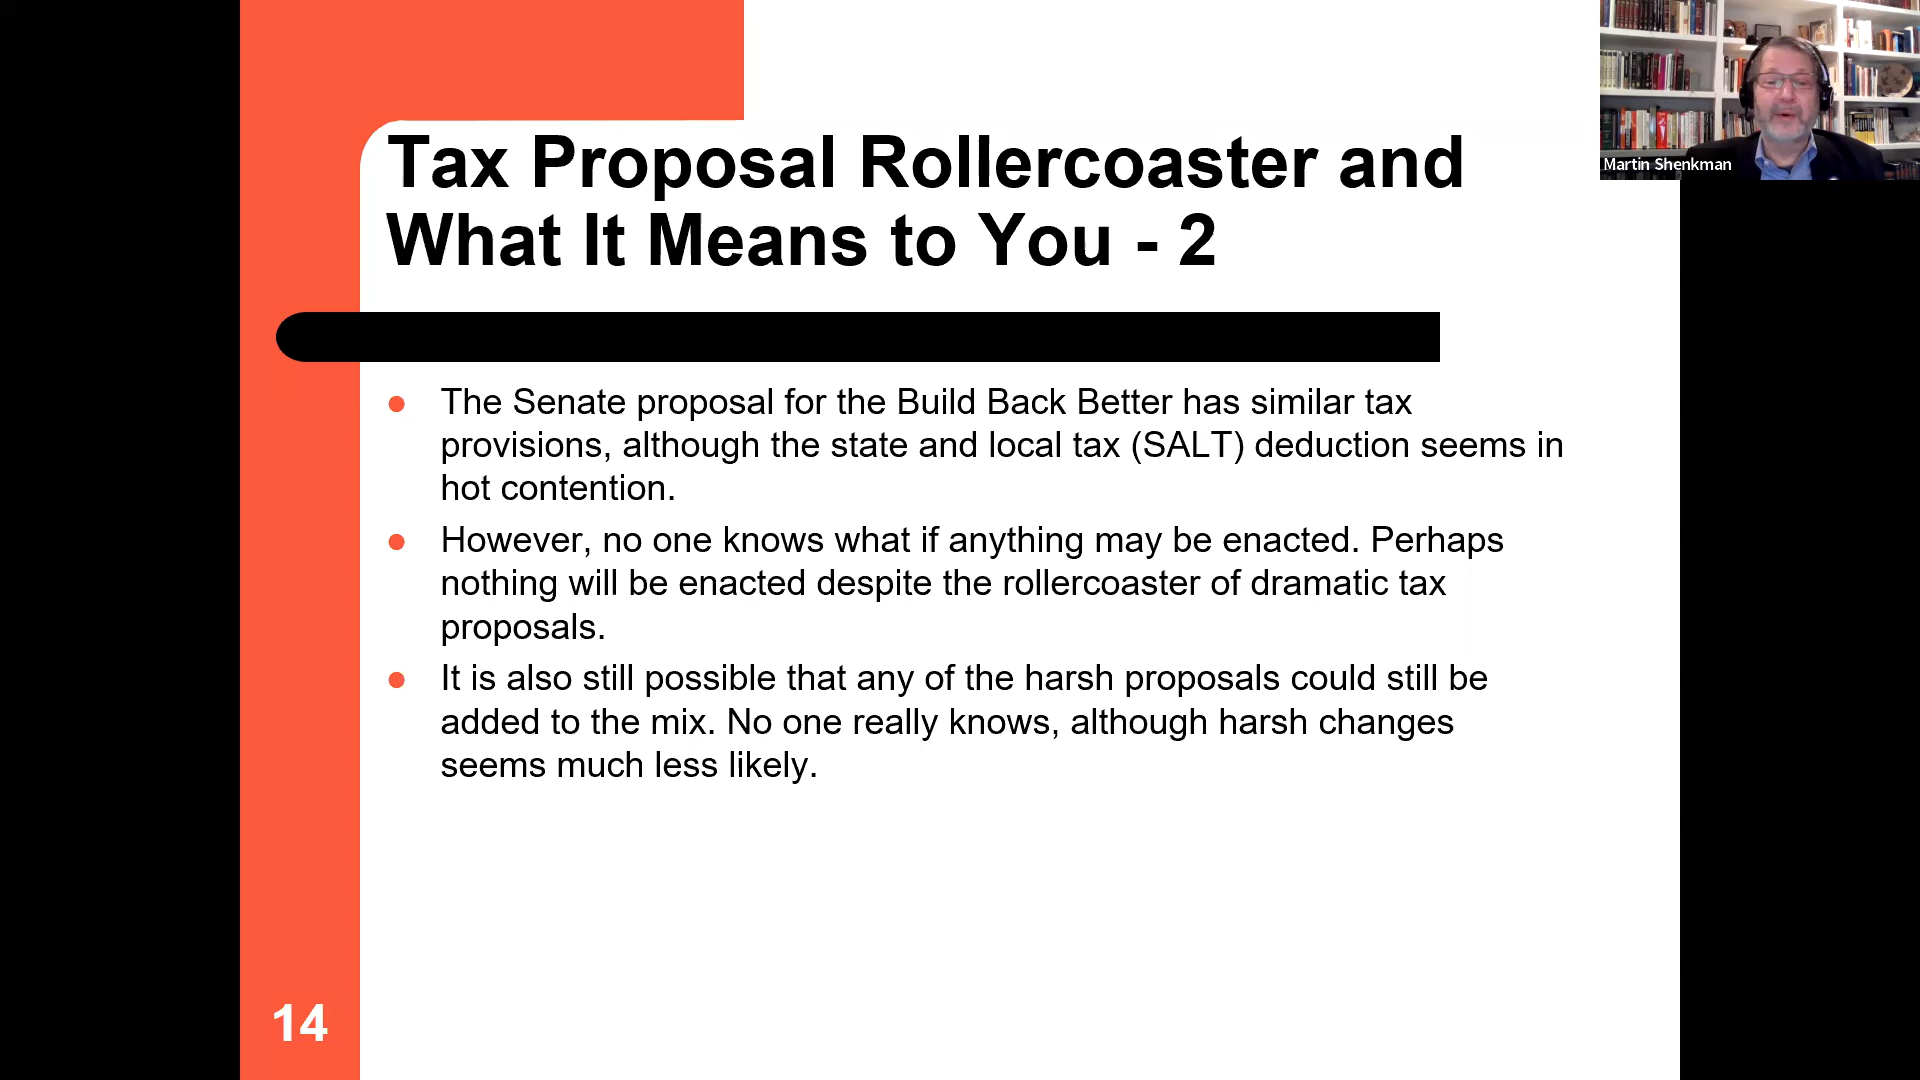 Tax Proposal Rollercoaster and
What It Means to You - 2
Martin Shenkman
● The Senate proposal for the Build Back Better has similar tax
provisions, although the state and local tax (SALT) deduction seems in
hot contention.
● However, no one knows what if anything may be enacted. Perhaps
nothing will be enacted despite the rollercoaster of dramatic tax
proposals.
● It is also still possible that any of the harsh proposals could still be
added to the mix. No one really knows, although harsh changes
seems much less likely.
14